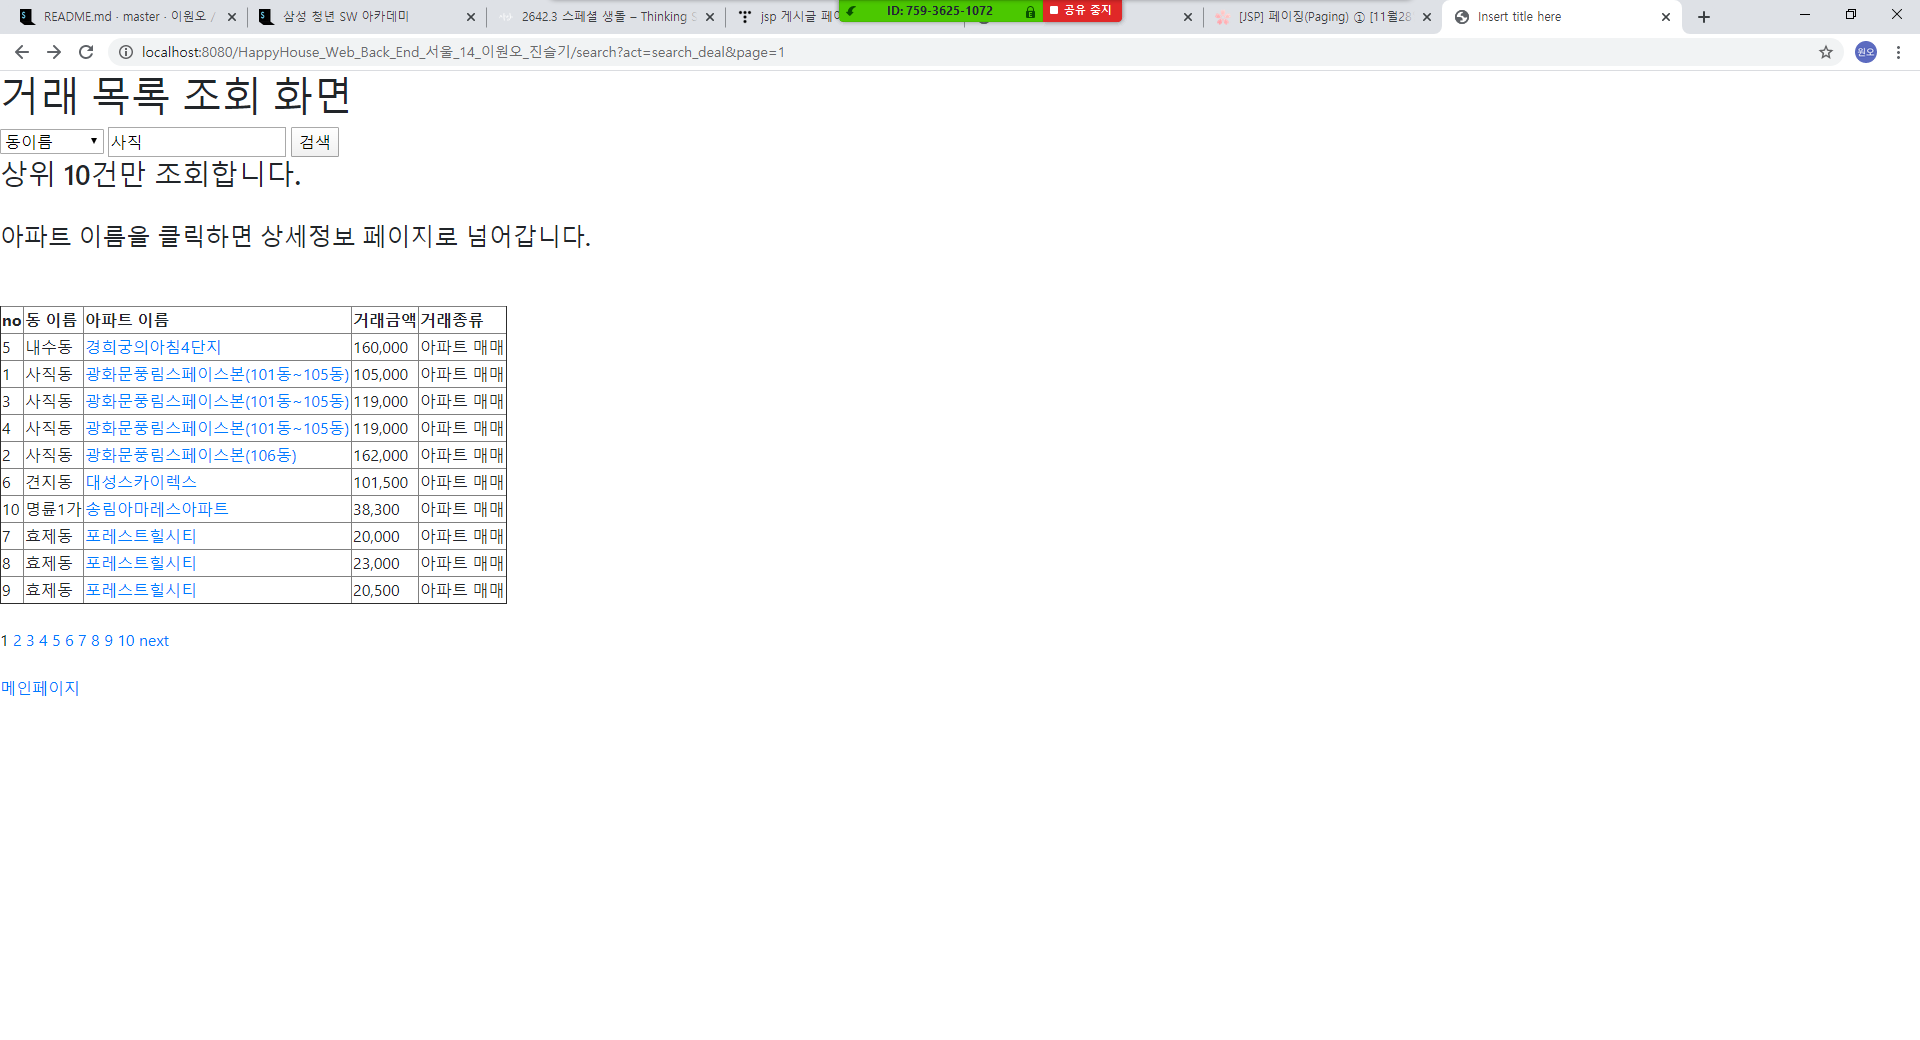 README.md · master · 이원오 /
삼성 청년 SW 아카데미
2642.3 스페셜 생돌 – Thinking S
jsp 게시글 페이
ID: 759-3625-1072
공유 중지
[JSP] 페이징(Paging) ① [11월28
Insert title here
localhost:8080/HappyHouse_Web_Back_End_서울_14_이원오_진슬기/search?act=search_deal&page=1
원오
거래 목록 조회 화면
동이름 사직 검색
상위 10건만 조회합니다.
아파트 이름을 클릭하면 상세정보 페이지로 넘어갑니다.
no 동 이름 아파트 이름 거래금액 거래종류
5 내수동 경희궁의아침4단지 160,000 아파트 매매
1 사직동 광화문풍림스페이스본(101동~105동) 105,000 아파트 매매
3 사직동 광화문풍림스페이스본(101동~105동) 119,000 아파트 매매
4 사직동 광화문풍림스페이스본(101동~105동) 119,000 아파트 매매
2 사직동 광화문풍림스페이스본(106동) 162,000 아파트 매매
6 견지동 대성스카이렉스 101,500 아파트 매매
10 명륜1가 송림아마레스아파트 38,300 아파트 매매
7 효제동 포레스트힐시티 20,000 아파트 매매
8 효제동 포레스트힐시티 23,000 아파트 매매
9 효제동 포레스트힐시티 20,500 아파트 매매
1 2 3 4 5 6 7 8 9 10 next
메인페이지